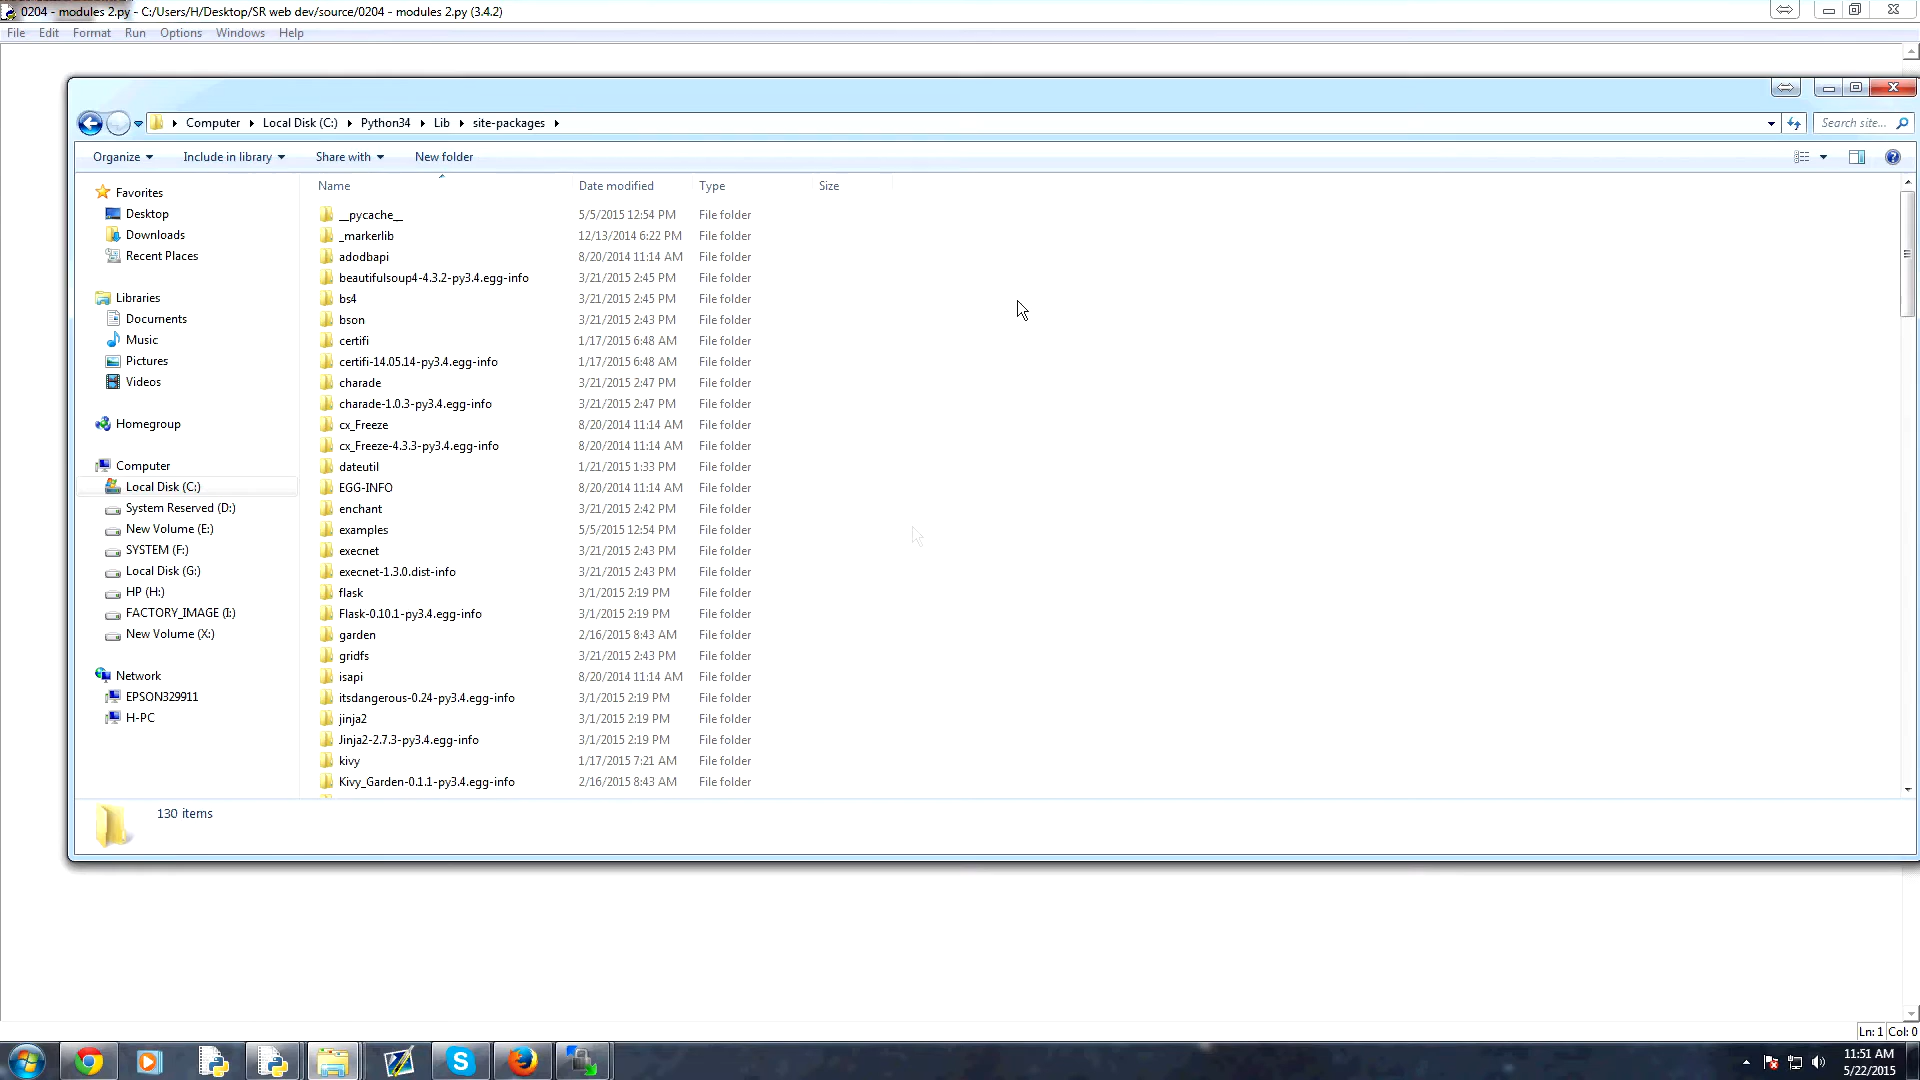 0204 - modules 2.py - C:/Users/H/Desktop/SR web dev/source/0204 - modules 2.py (3.4.2)
File Edit Format Run Options Windows Help
Computer Local Disk (C:) Python34 Lib site-packages
Search site...
Organize Include in library Share with New folder
Favorites
Desktop
Downloads
Recent Places
Libraries
Documents
Music
Pictures
Videos
Homegroup
Computer
Local Disk (C:)
System Reserved (D:)
New Volume (E:)
SYSTEM (F:)
Local Disk (G:)
HP (H:)
FACTORY_IMAGE (I:)
New Volume (X:)
Network
EPSON329911
H-PC
Name Date modified Type Size
__pycache__ 5/5/2015 12:54 PM File folder
_markerlib 12/13/2014 6:22 PM File folder
adodbapi 8/20/2014 11:14 AM File folder
beautifulsoup4-4.3.2-py3.4.egg-info 3/21/2015 2:45 PM File folder
bs4 3/21/2015 2:45 PM File folder
bson 3/21/2015 2:43 PM File folder
certifi 1/17/2015 6:48 AM File folder
certifi-14.05.14-py3.4.egg-info 1/17/2015 6:48 AM File folder
charade 3/21/2015 2:47 PM File folder
charade-1.0.3-py3.4.egg-info 3/21/2015 2:47 PM File folder
cx_Freeze 8/20/2014 11:14 AM File folder
cx_Freeze-4.3.3-py3.4.egg-info 8/20/2014 11:14 AM File folder
dateutil 1/21/2015 1:33 PM File folder
EGG-INFO 8/20/2014 11:14 AM File folder
enchant 3/21/2015 2:42 PM File folder
examples 5/5/2015 12:54 PM File folder
execnet 3/21/2015 2:43 PM File folder
execnet-1.3.0.dist-info 3/21/2015 2:43 PM File folder
flask 3/1/2015 2:19 PM File folder
Flask-0.10.1-py3.4.egg-info 3/1/2015 2:19 PM File folder
garden 2/16/2015 8:43 AM File folder
gridfs 3/21/2015 2:43 PM File folder
isapi 8/20/2014 11:14 AM File folder
itsdangerous-0.24-py3.4.egg-info 3/1/2015 2:19 PM File folder
jinja2 3/1/2015 2:19 PM File folder
Jinja2-2.7.3-py3.4.egg-info 3/1/2015 2:19 PM File folder
kivy 1/17/2015 7:21 AM File folder
Kivy_Garden-0.1.1-py3.4.egg-info 2/16/2015 8:43 AM File folder
130 items
Ln: 1 Col: 0
11:51 AM
5/22/2015